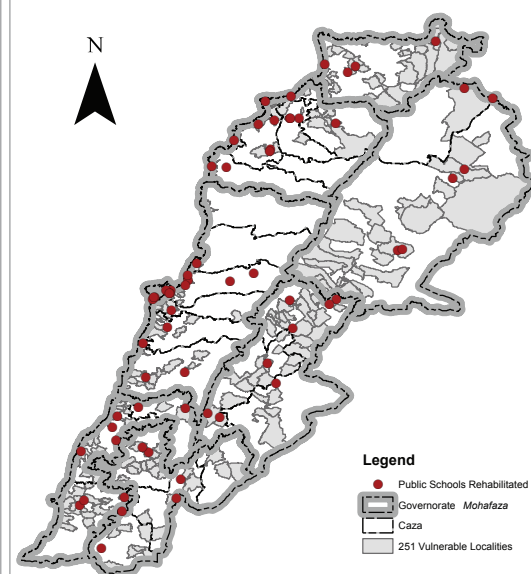 N
Legend
Public Schools Rehabilitated
Governorate Mohafaza
Caza
251 Vulnerable Localities